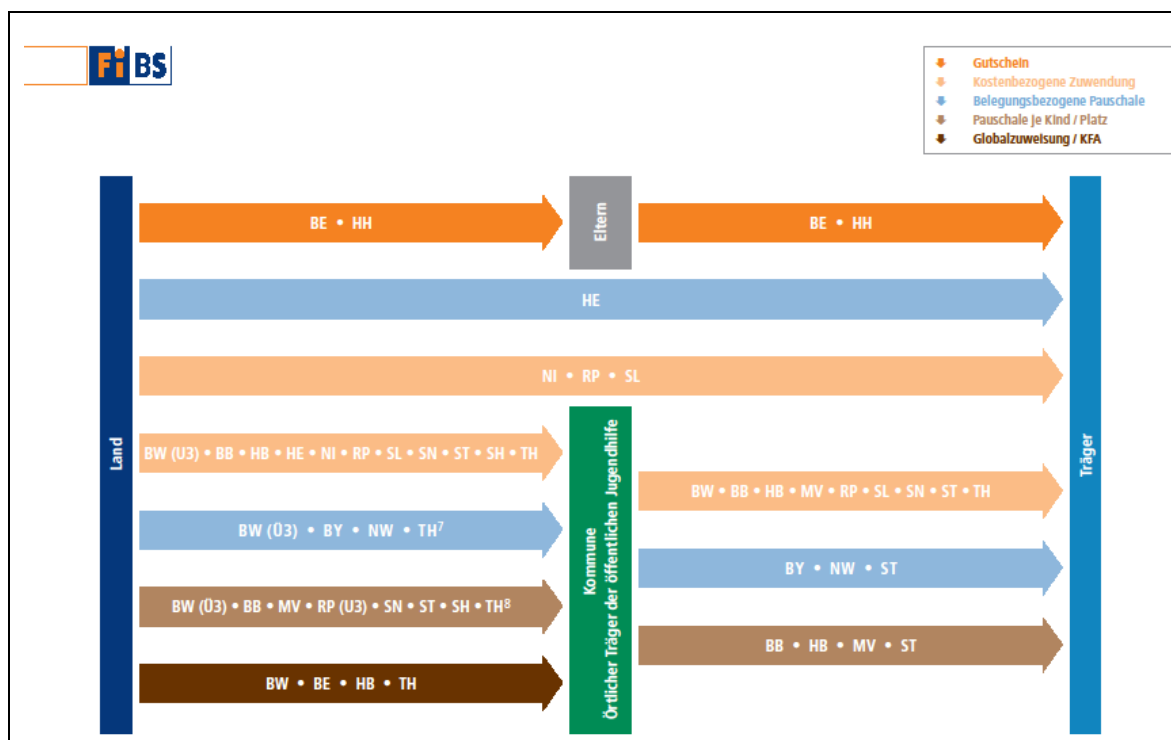 FiBS
Gutschein
Kostenbezogene Zuwendung
Belegungsbezogene Pauschale
Pauschale je Kind / Platz
Globalzuweisung / KFA
Land
BE • HH
Eltern
BE • HH
Träger
HE
NI • RP • SL
BW (U3) • BB • HB • HE • NI • RP • SL • SN • ST • SH • TH
BW (Ü3) • BY • NW • TH⁷
BW (Ü3) • BB • MV • RP (U3) • SN • ST • SH • TH⁸
BW • BE • HB • TH
Kommune
Örtlicher Träger der öffentlichen Jugendhilfe
BW • BB • HB • MV • RP • SL • SN • ST • TH
BY • NW • ST
BB • HB • MV • ST